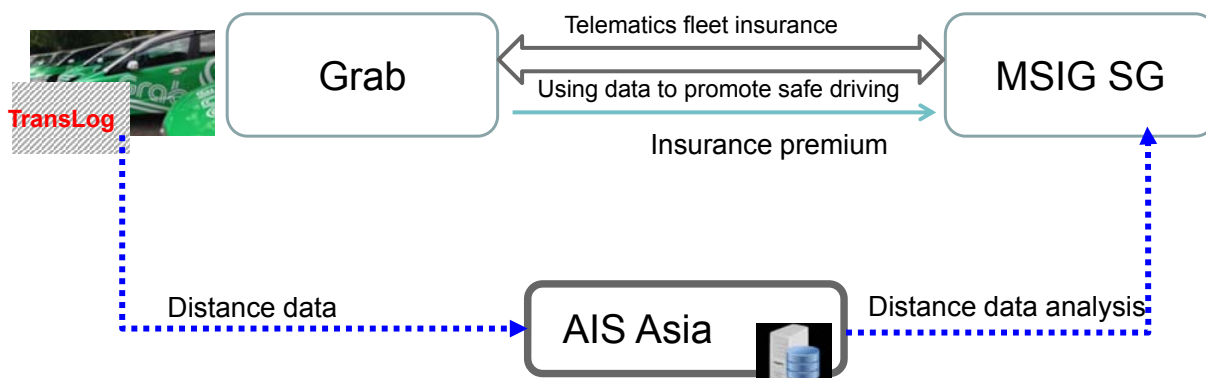 Telematics fleet insurance
Grab
MSIG SG
Using data to promote safe driving
TransLog
Grab
Insurance premium
Distance data
Distance data analysis
AIS Asia